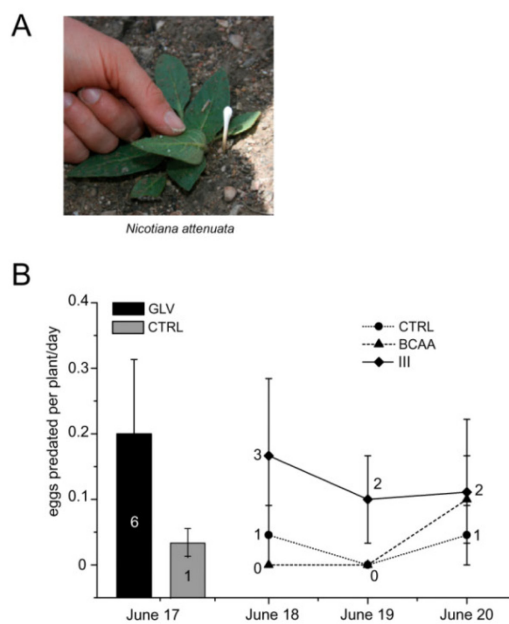 A
Nicotiana attenuata
B
eggs predated per plant/day
0.4
0.3
0.2
0.1
0
GLV
CTRL
6
1
CTRL
BCAA
III
3
1
0
2
0
2
1
June 17
June 18
June 19
June 20